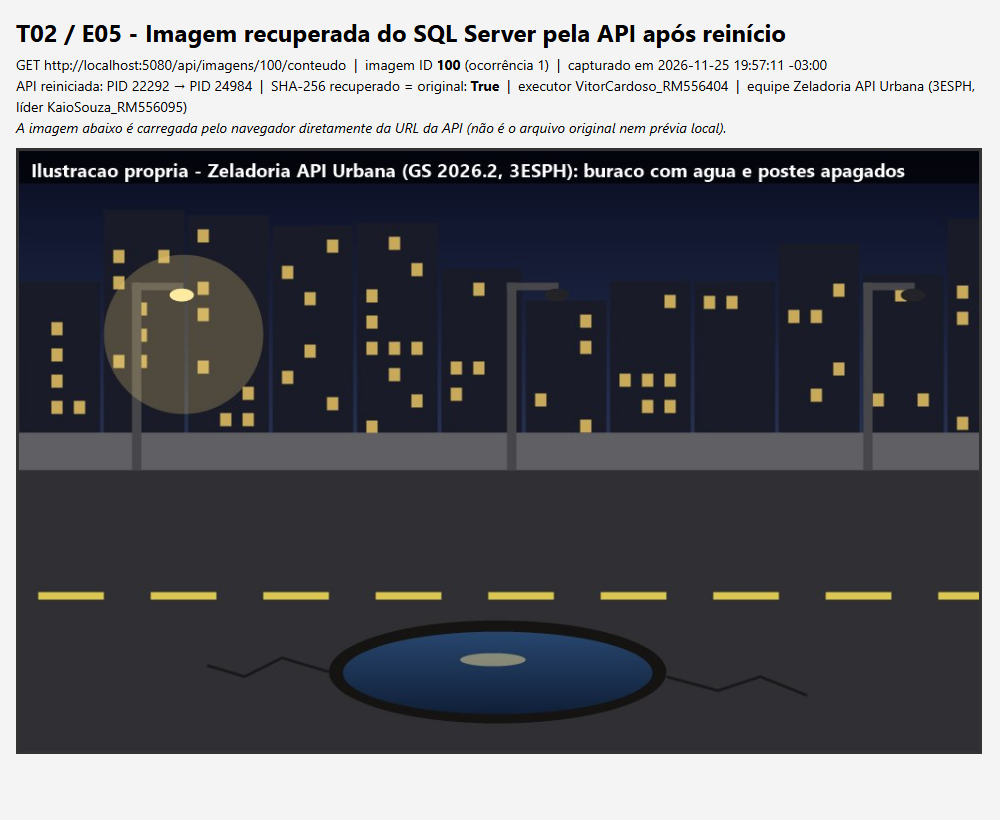 T02 / E05 - Imagem recuperada do SQL Server pela API após reinício
GET http://localhost:5080/api/imagens/100/conteudo | imagem ID 100 (ocorrência 1) | capturado em 2026-11-25 19:57:11 -03:00
API reiniciada: PID 22292 → PID 24984 | SHA-256 recuperado = original: True | executor VitorCardoso_RM556404 | equipe Zeladoria API Urbana (3ESPH,
líder KaioSouza_RM556095)
A imagem abaixo é carregada pelo navegador diretamente da URL da API (não é o arquivo original nem prévia local).
Ilustracao propria - Zeladoria API Urbana (GS 2026.2, 3ESPH): buraco com agua e postes apagados